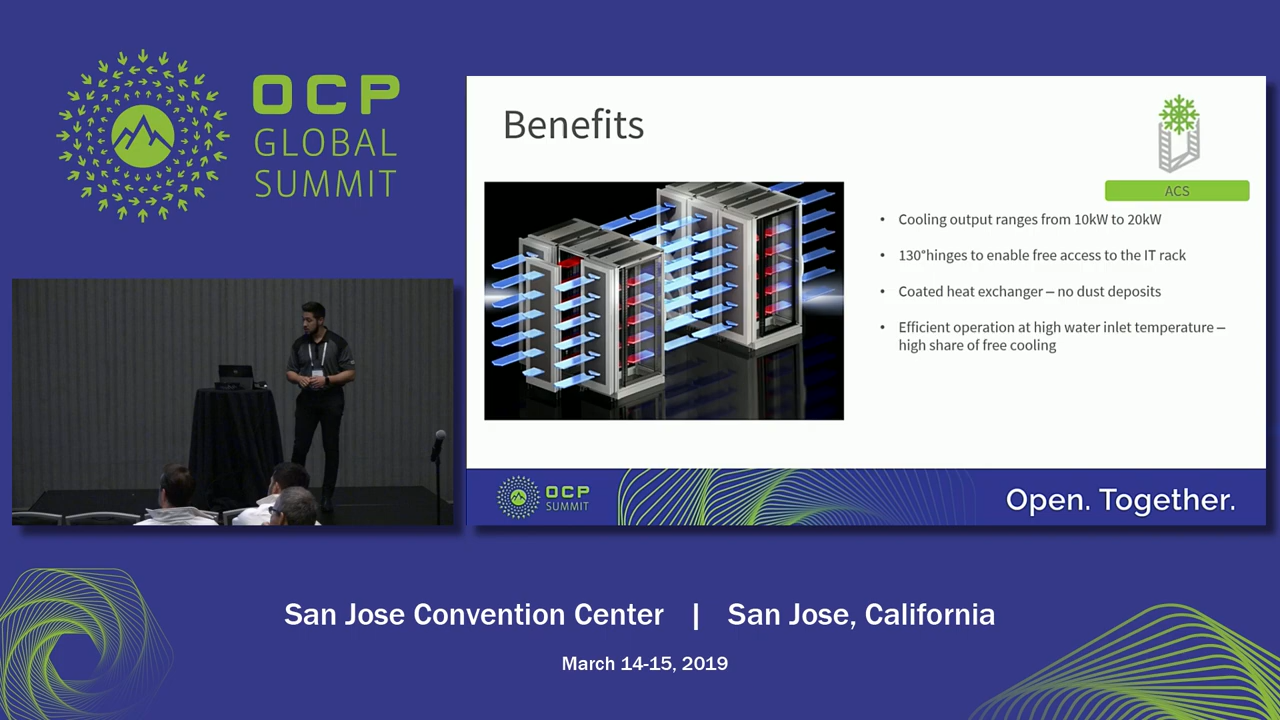 OCP
GLOBAL
SUMMIT
Benefits
ACS
• Cooling output ranges from 10kW to 20kW
• 130°hinges to enable free access to the IT rack
• Coated heat exchanger – no dust deposits
• Efficient operation at high water inlet temperature –
high share of free cooling
OCP
SUMMIT
Open. Together.
San Jose Convention Center | San Jose, California
March 14-15, 2019